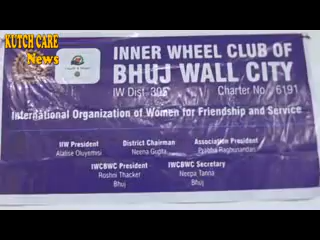 KUTCH CARE
News
INNER WHEEL CLUB OF
BHUJ WALL CITY
IW Dist. 305 Charter No 6191
International Organization of Women for Friendship and Service
IIW President District Chairman Association President
Neena Gupta Prabha Raghunandan
IWCBWC President IWCBWC Secretary
Roshni Thacker Neepa Tanna
Bhuj Bhuj